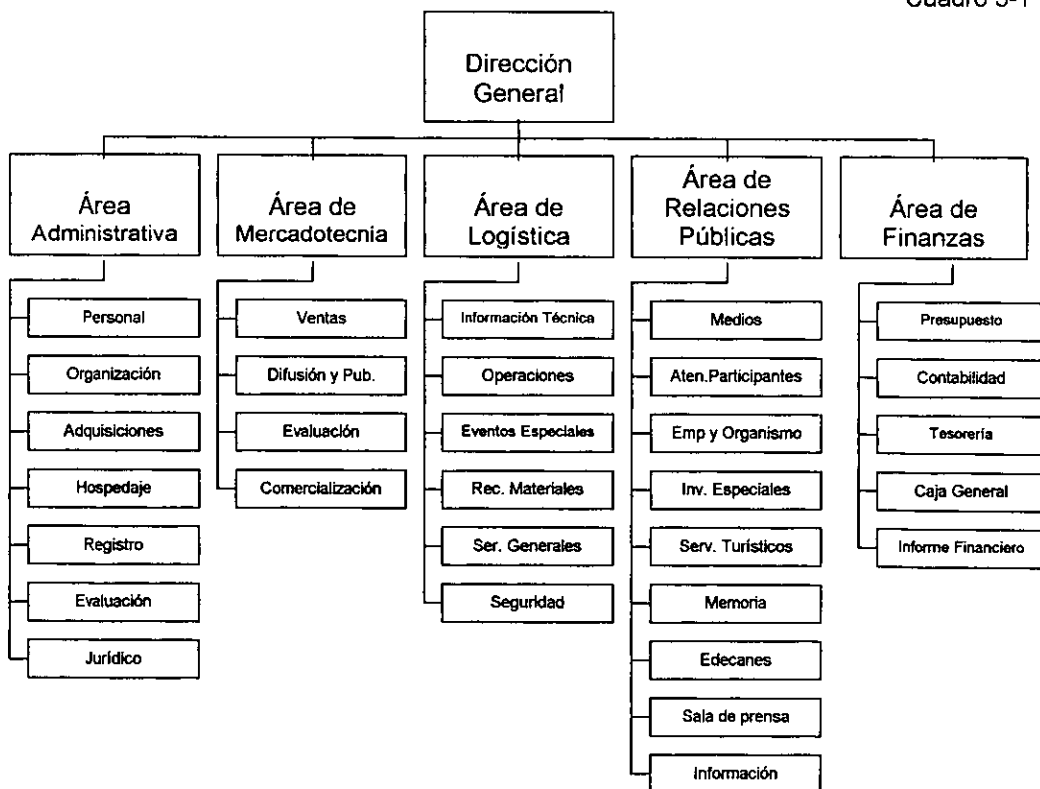 Cuadro 3-1
Dirección
General
Área
Administrativa
Personal
Organización
Adquisiciones
Hospedaje
Registro
Evaluación
Jurídico
Área de
Mercadotecnia
Ventas
Difusión y Pub.
Evaluación
Comercialización
Área de
Logística
Información Técnica
Operaciones
Eventos Especiales
Rec. Materiales
Ser. Generales
Seguridad
Área de
Relaciones
Públicas
Medios
Aten.Participantes
Emp y Organismo
Inv. Especiales
Serv. Turísticos
Memoria
Edecanes
Sala de prensa
Información
Área de
Finanzas
Presupuesto
Contabilidad
Tesorería
Caja General
Informe Financiero